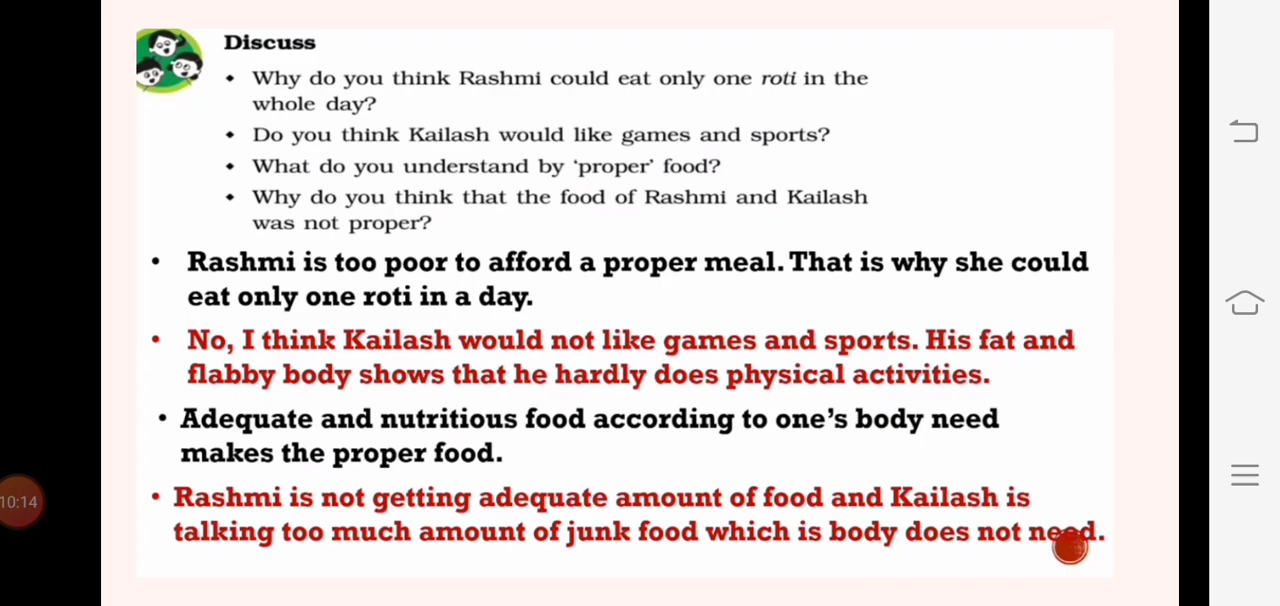 Discuss
• Why do you think Rashmi could eat only one roti in the
whole day?
• Do you think Kailash would like games and sports?
• What do you understand by ‘proper’ food?
• Why do you think that the food of Rashmi and Kailash
was not proper?
• Rashmi is too poor to afford a proper meal. That is why she could
eat only one roti in a day.
• No, I think Kailash would not like games and sports. His fat and
flabby body shows that he hardly does physical activities.
• Adequate and nutritious food according to one’s body need
makes the proper food.
• Rashmi is not getting adequate amount of food and Kailash is
talking too much amount of junk food which is body does not need.
10:14